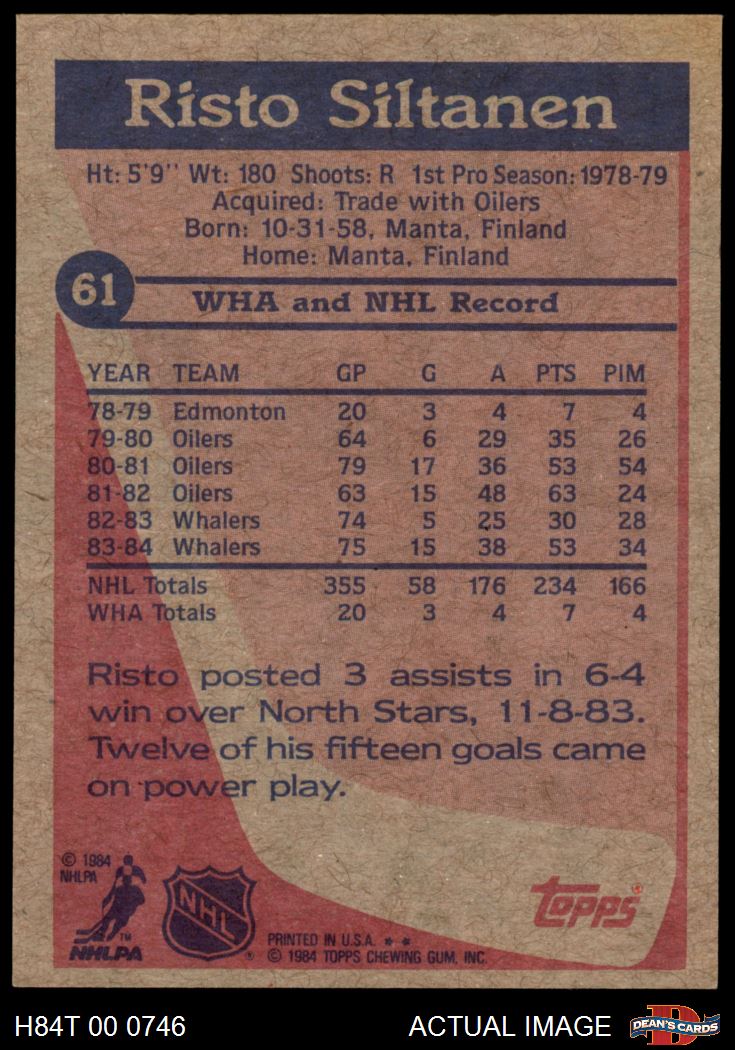 Risto Siltanen
Ht: 5'9'' Wt: 180 Shoots: R 1st Pro Season: 1978-79
Acquired: Trade with Oilers
Born: 10-31-58, Manta, Finland
Home: Manta, Finland
61
WHA and NHL Record
YEAR TEAM GP G A PTS PIM
78-79 Edmonton 20 3 4 7 4
79-80 Oilers 64 6 29 35 26
80-81 Oilers 79 17 36 53 54
81-82 Oilers 63 15 48 63 24
82-83 Whalers 74 5 25 30 28
83-84 Whalers 75 15 38 53 34
NHL Totals 355 58 176 234 166
WHA Totals 20 3 4 7 4
Risto posted 3 assists in 6-4
win over North Stars, 11-8-83.
Twelve of his fifteen goals came
on power play.
© 1984
NHLPA
TM
NHLPA
NHL
®
PRINTED IN U.S.A. * *
© 1984 TOPPS CHEWING GUM, INC.
topps®
H84T 00 0746
ACTUAL IMAGE
D
DEAN'S CARDS